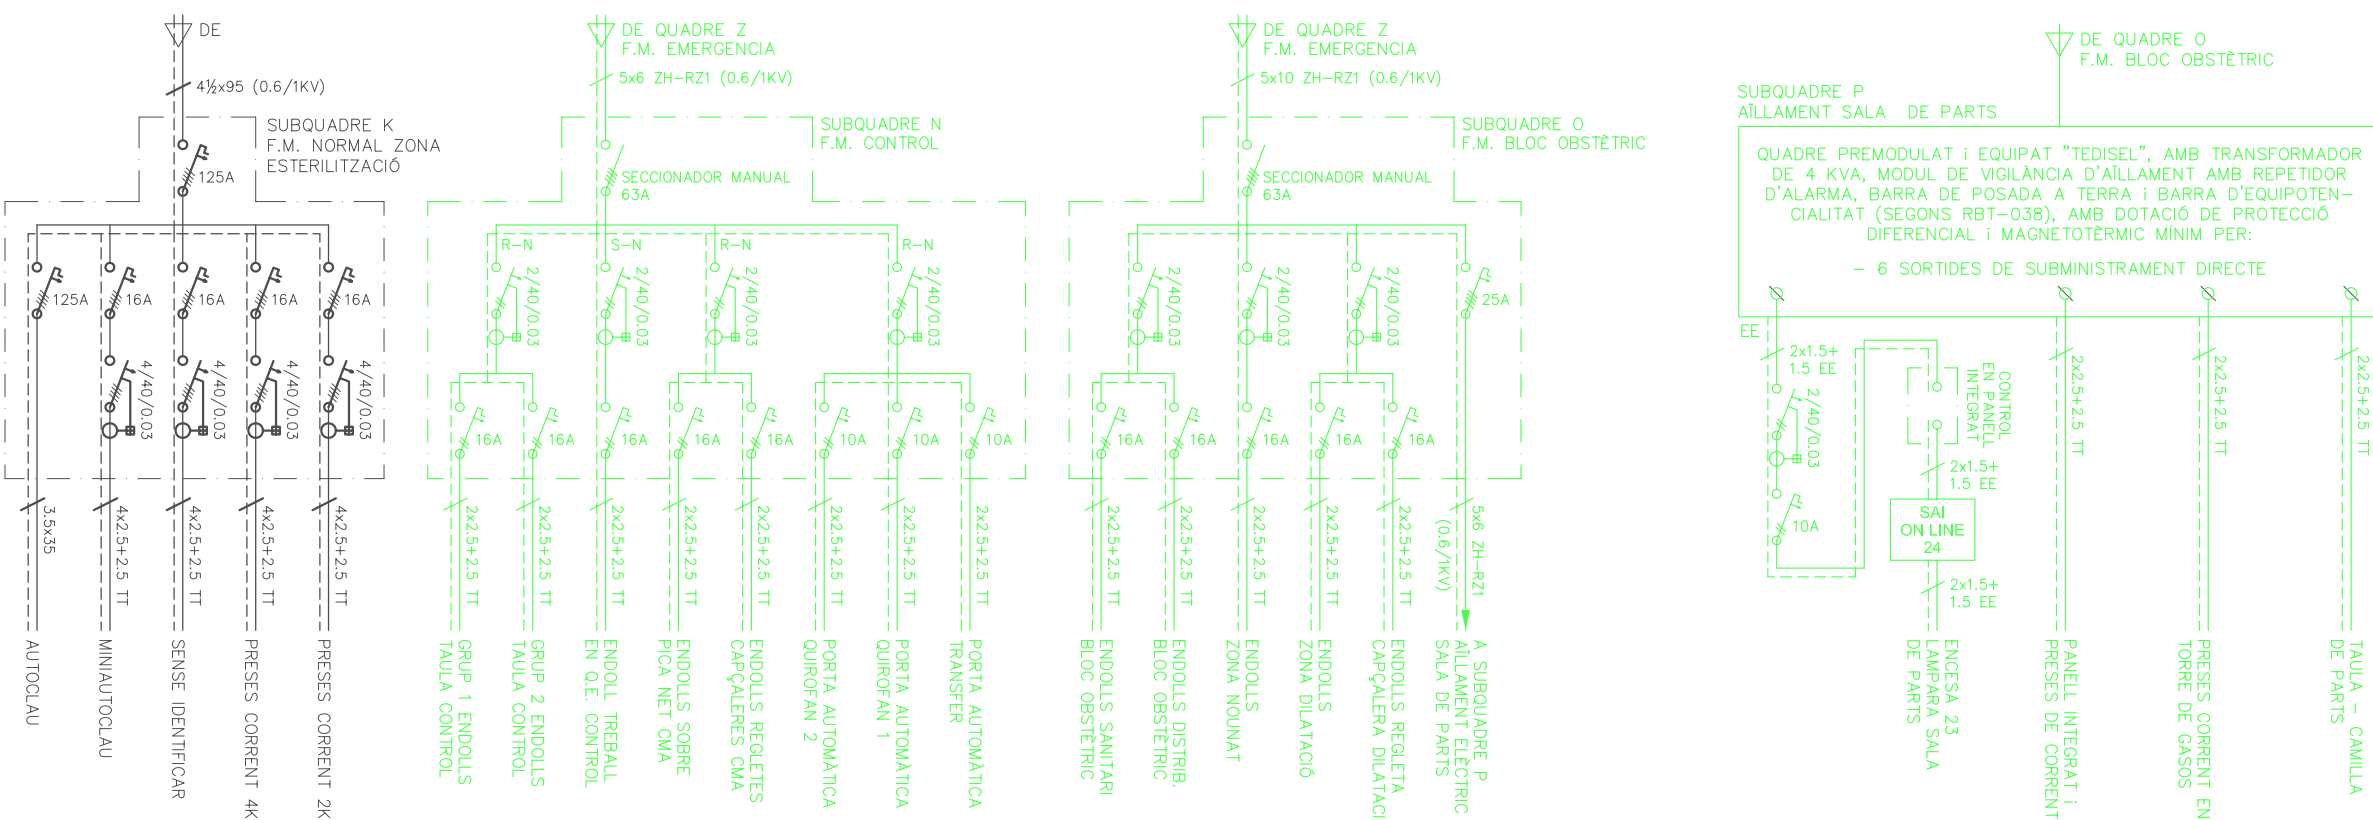 DE
4½x95 (0.6/1KV)
SUBQUADRE K
F.M. NORMAL ZONA
ESTERILITZACIÓ
125A
125A
16A
16A
16A
16A
4/40/0.03
4/40/0.03
4/40/0.03
4/40/0.03
3.5x35
4x2.5+2.5 TT
4x2.5+2.5 TT
4x2.5+2.5 TT
4x2.5+2.5 TT
AUTOCLAU
MINIAUTOCLAU
SENSE IDENTIFICAR
PRESES CORRENT 4K
PRESES CORRENT 2K
DE QUADRE Z
F.M. EMERGENCIA
5x6 ZH-RZ1 (0.6/1KV)
SUBQUADRE N
F.M. CONTROL
SECCIONADOR MANUAL
63A
R-N
S-N
R-N
R-N
2/40/0.03
2/40/0.03
2/40/0.03
2/40/0.03
16A
16A
16A
16A
16A
10A
10A
10A
2x2.5+2.5 TT
2x2.5+2.5 TT
2x2.5+2.5 TT
2x2.5+2.5 TT
2x2.5+2.5 TT
2x2.5+2.5 TT
2x2.5+2.5 TT
2x2.5+2.5 TT
GRUP 1 ENDOLLS
TAULA CONTROL
GRUP 2 ENDOLLS
TAULA CONTROL
ENDOLL TREBALL
EN Q.E. CONTROL
ENDOLLS SOBRE
PICA NET CMA
ENDOLLS REGLETES
CAPÇALERES CMA
PORTA AUTOMÀTICA
QUIROFAN 2
PORTA AUTOMÀTICA
QUIROFAN 1
PORTA AUTOMÀTICA
TRANSFER
DE QUADRE Z
F.M. EMERGENCIA
5x10 ZH-RZ1 (0.6/1KV)
SUBQUADRE O
F.M. BLOC OBSTÈTRIC
SECCIONADOR MANUAL
63A
2/40/0.03
2/40/0.03
2/40/0.03
25A
16A
16A
16A
16A
16A
2x2.5+2.5 TT
2x2.5+2.5 TT
2x2.5+2.5 TT
2x2.5+2.5 TT
2x2.5+2.5 TT
5x6 ZH-RZ1
(0.6/1KV)
ENDOLLS SANITARI
BLOC OBSTÈTRIC
ENDOLLS DISTRIB.
BLOC OBSTÈTRIC
ENDOLLS
ZONA NOUNAT
ENDOLLS
ZONA DILATACIÓ
ENDOLLS REGLETA
CAPÇALERA DILATACI
A SUBQUADRE P
AÏLLAMENT ELÈCTRIC
SALA DE PARTS
DE QUADRE O
F.M. BLOC OBSTÈTRIC
SUBQUADRE P
AÏLLAMENT SALA DE PARTS
QUADRE PREMODULAT i EQUIPAT "TEDISEL", AMB TRANSFORMADOR
DE 4 KVA, MODUL DE VIGILÀNCIA D'AÏLLAMENT AMB REPETIDOR
D'ALARMA, BARRA DE POSADA A TERRA i BARRA D'EQUIPOTEN-
CIALITAT (SEGONS RBT-038), AMB DOTACIÓ DE PROTECCIÓ
DIFERENCIAL i MAGNETOTÈRMIC MÍNIM PER:
- 6 SORTIDES DE SUBMINISTRAMENT DIRECTE
EE
2x1.5+
1.5 EE
2/40/0.03
10A
CONTROL
EN PANELL
INTEGRAT
2x1.5+
1.5 EE
SAI
ON LINE
24
2x1.5+
1.5 EE
2x2.5+2.5 TT
2x2.5+2.5 TT
2x2.5+2.5 TT
ENCESA 23
LAMPARA SALA
DE PARTS
PANELL INTEGRAT i
PRESES DE CORRENT
PRESES CORRENT EN
TORRE DE GASOS
TAULA - CAMILLA
DE PARTS